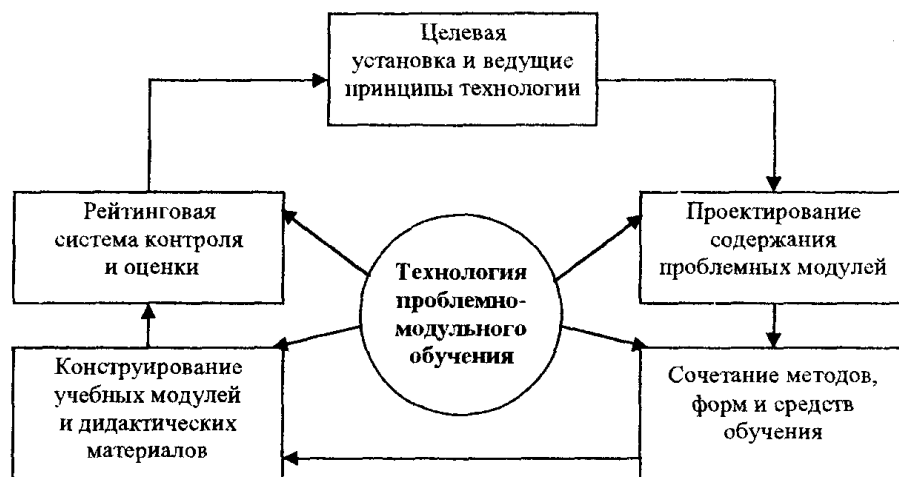 Целевая
установка и ведущие
принципы технологии
Рейтинговая
система контроля
и оценки
Проектирование
содержания
проблемных модулей
Технология
проблемно-
модульного
обучения
Конструирование
учебных модулей
и дидактических
материалов
Сочетание методов,
форм и средств
обучения